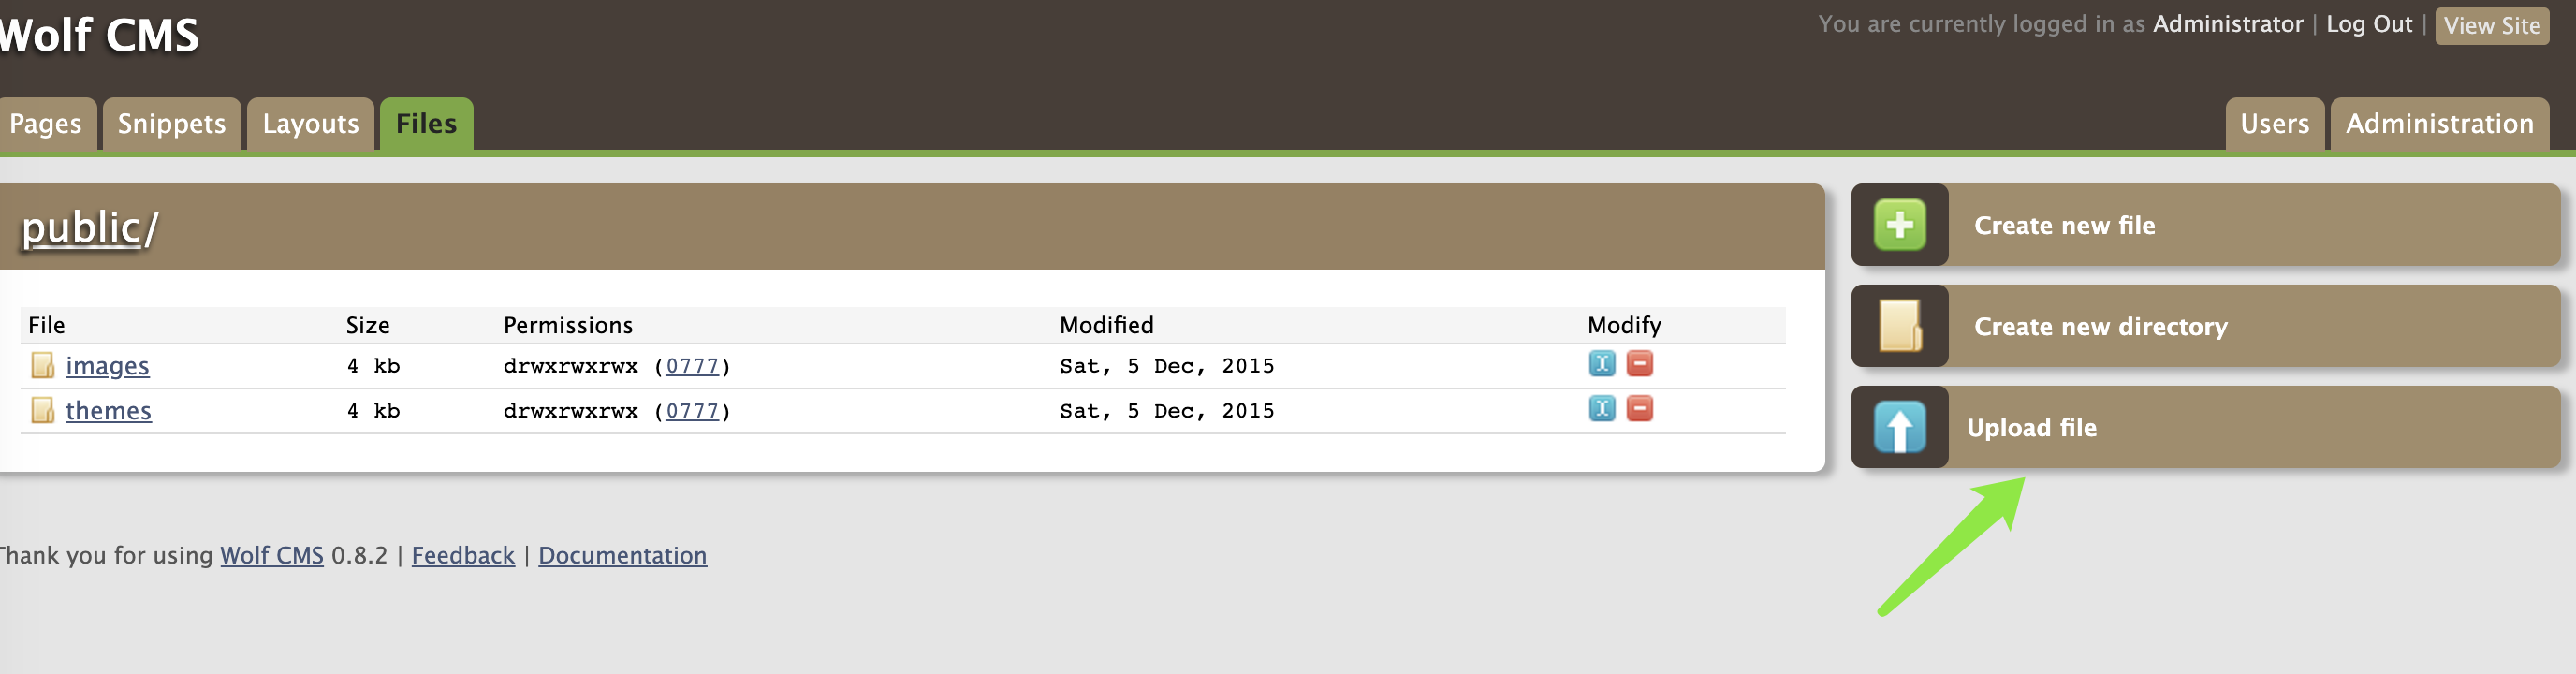 Wolf CMS
You are currently logged in as Administrator | Log Out | View Site
Pages Snippets Layouts Files Users Administration
public/
File Size Permissions Modified Modify
images 4 kb drwxrwxrwx (0777) Sat, 5 Dec, 2015
themes 4 kb drwxrwxrwx (0777) Sat, 5 Dec, 2015
Create new file
Create new directory
Upload file
Thank you for using Wolf CMS 0.8.2 | Feedback | Documentation